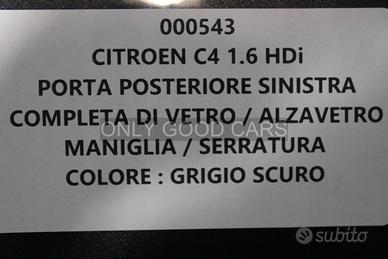 000543
CITROEN C4 1.6 HDi
PORTA POSTERIORE SINISTRA
COMPLETA DI VETRO / ALZAVETRO
ONLY GOOD CARS
MANIGLIA / SERRATURA
COLORE : GRIGIO SCURO
subito